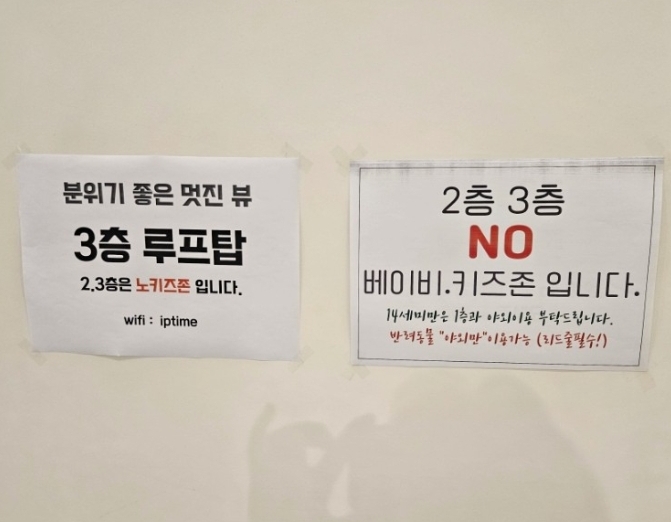 분위기 좋은 멋진 뷰
3층 루프탑
2.3층은 노키즈존 입니다.
wifi : iptime
2층 3층
NO
베이비.키즈존 입니다.
14세미만은 1층과 야외이용 부탁드립니다.
반려동물 "야외만"이용가능 (리드줄필수!)